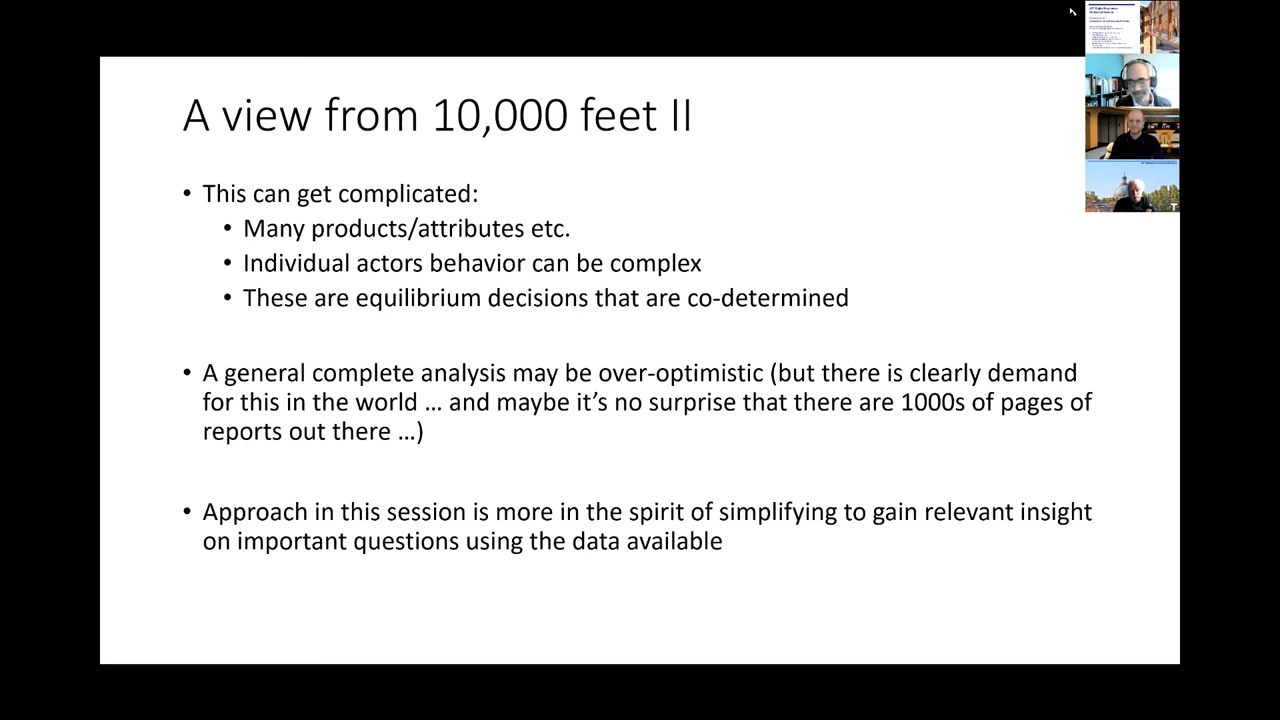 A view from 10,000 feet II
• This can get complicated:
• Many products/attributes etc.
• Individual actors behavior can be complex
• These are equilibrium decisions that are co-determined
• A general complete analysis may be over-optimistic (but there is clearly demand
for this in the world … and maybe it’s no surprise that there are 1000s of pages of
reports out there …)
• Approach in this session is more in the spirit of simplifying to gain relevant insight
on important questions using the data available